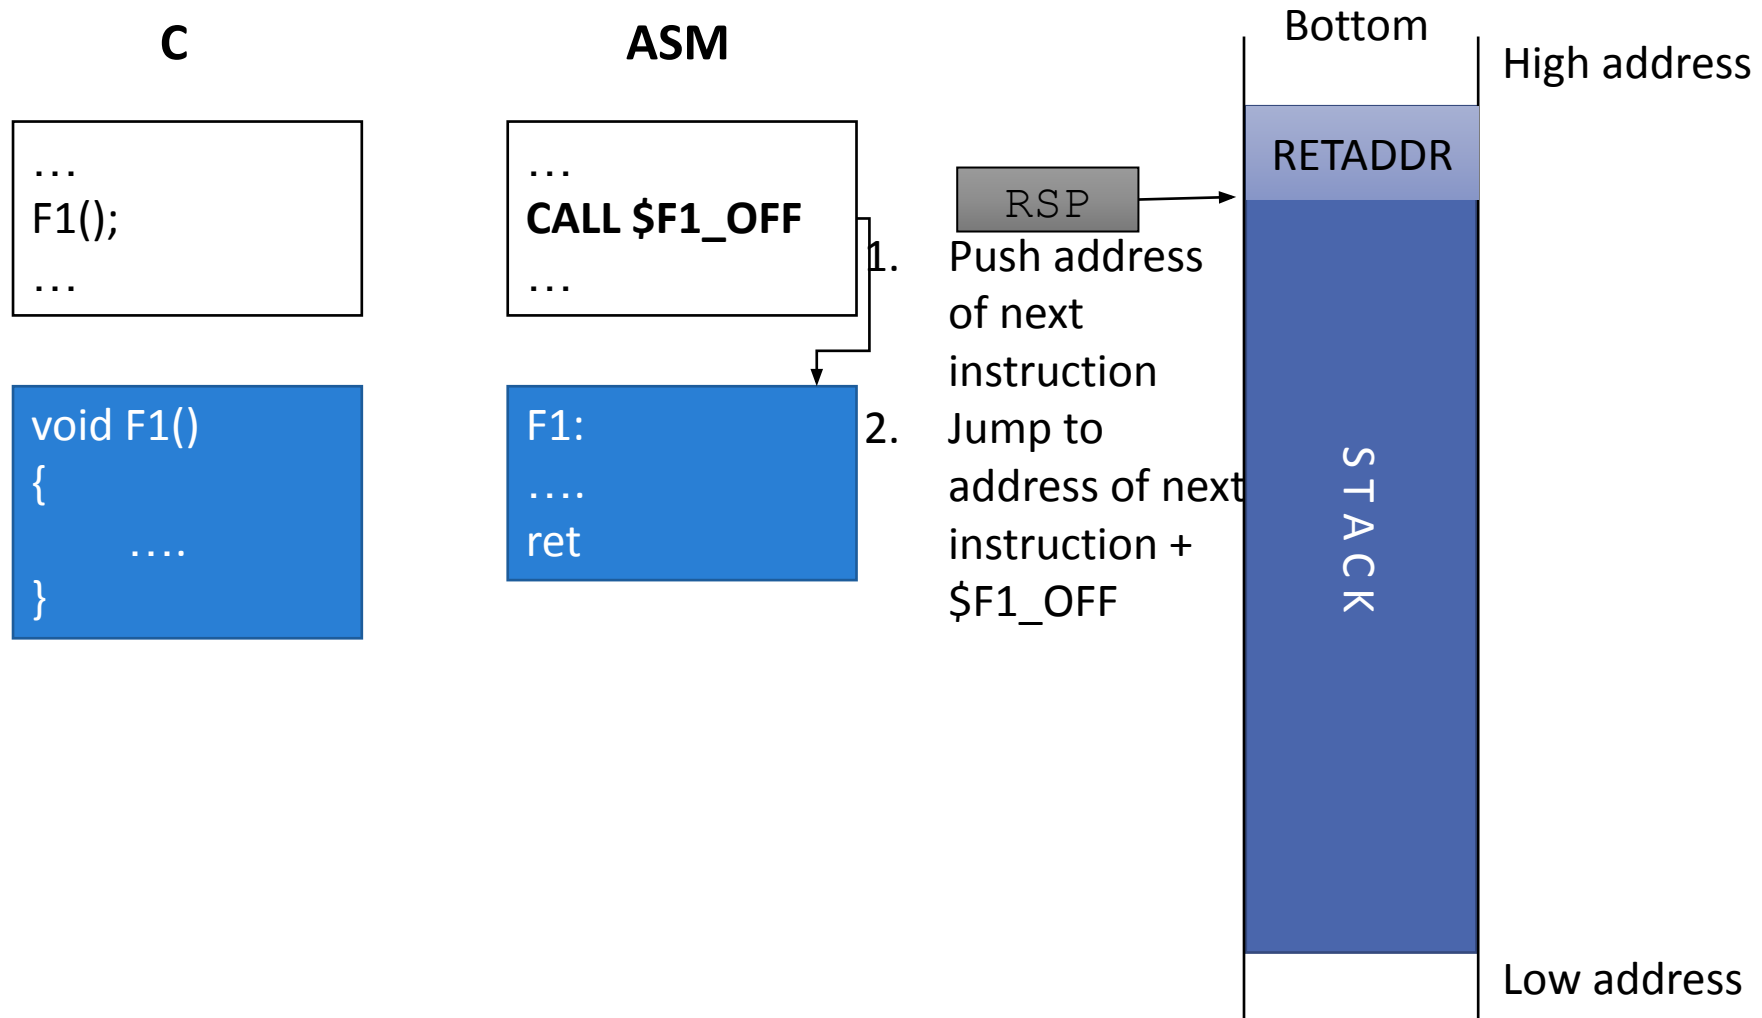 C
ASM
Bottom
High address
…
F1();
…
…
CALL $F1_OFF
…
RSP
RETADDR
1. Push address
of next
instruction
2. Jump to
address of next
instruction +
$F1_OFF
void F1()
{
….
}
F1:
….
ret
STACK
Low address